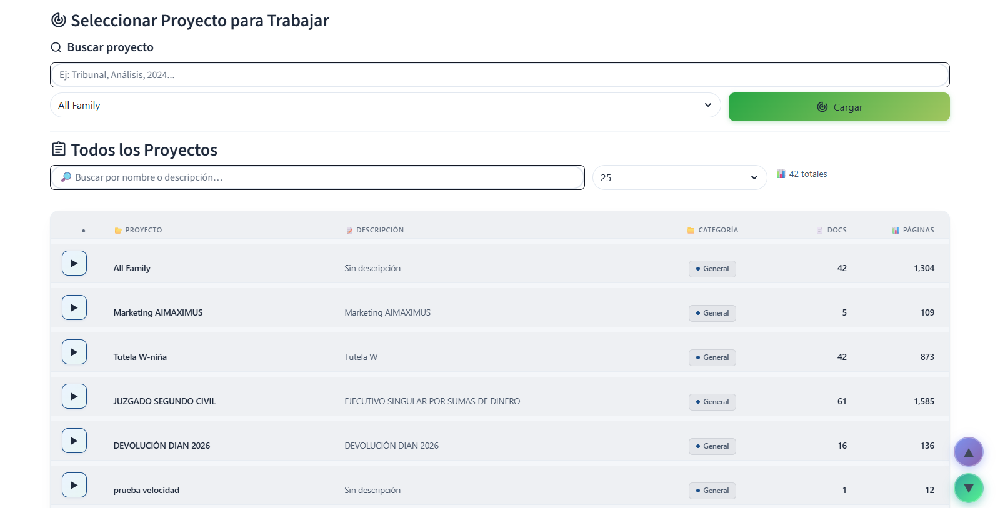 Seleccionar Proyecto para Trabajar
Buscar proyecto
Ej: Tribunal, Análisis, 2024...
All Family
Cargar
Todos los Proyectos
Buscar por nombre o descripción...
25
42 totales
PROYECTO DESCRIPCIÓN CATEGORÍA DOCS PÁGINAS
All Family Sin descripción General 42 1,304
Marketing AIMAXIMUS Marketing AIMAXIMUS General 5 109
Tutela W-niña Tutela W General 42 873
JUZGADO SEGUNDO CIVIL EJECUTIVO SINGULAR POR SUMAS DE DINERO General 61 1,585
DEVOLUCIÓN DIAN 2026 DEVOLUCIÓN DIAN 2026 General 16 136
prueba velocidad Sin descripción General 1 12